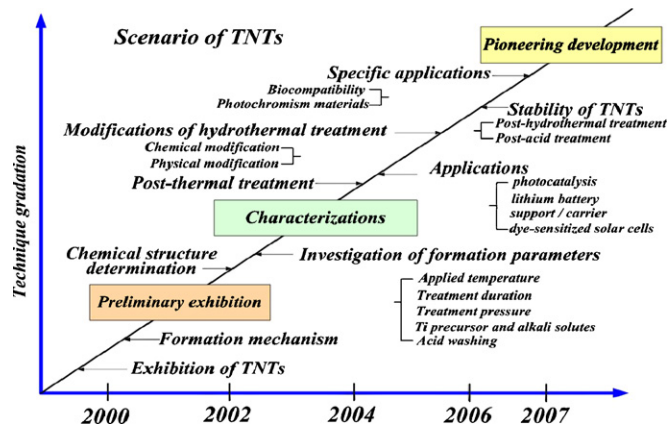 Scenario of TNTs
Pioneering development
Specific applications
Biocompatibility
Photochromism materials
Stability of TNTs
Post-hydrothermal treatment
Post-acid treatment
Modifications of hydrothermal treatment
Chemical modification
Physical modification
Applications
photocatalysis
lithium battery
support / carrier
dye-sensitized solar cells
Post-thermal treatment
Characterizations
Technique gradation
Chemical structure
determination
Investigation of formation parameters
Applied temperature
Treatment duration
Treatment pressure
Ti precursor and alkali solutes
Acid washing
Preliminary exhibition
Formation mechanism
Exhibition of TNTs
2000
2002
2004
2006
2007